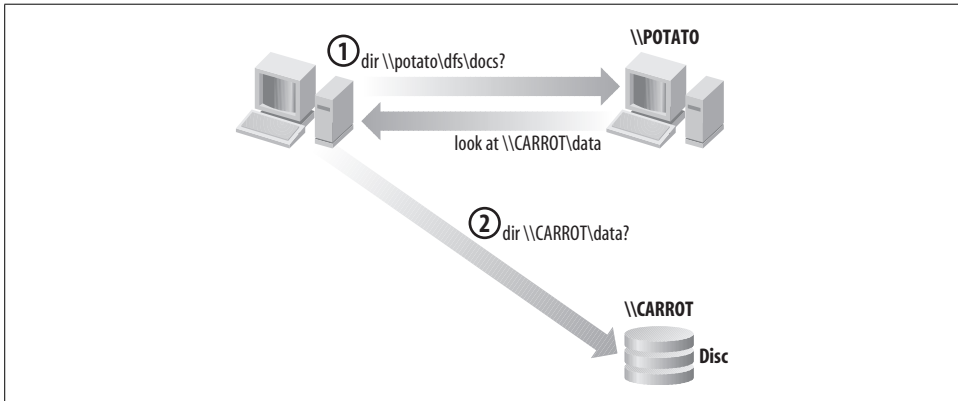 \\POTATO
1 dir \\potato\dfs\docs?
look at \\CARROT\data
2 dir \\CARROT\data?
\\CARROT
Disc